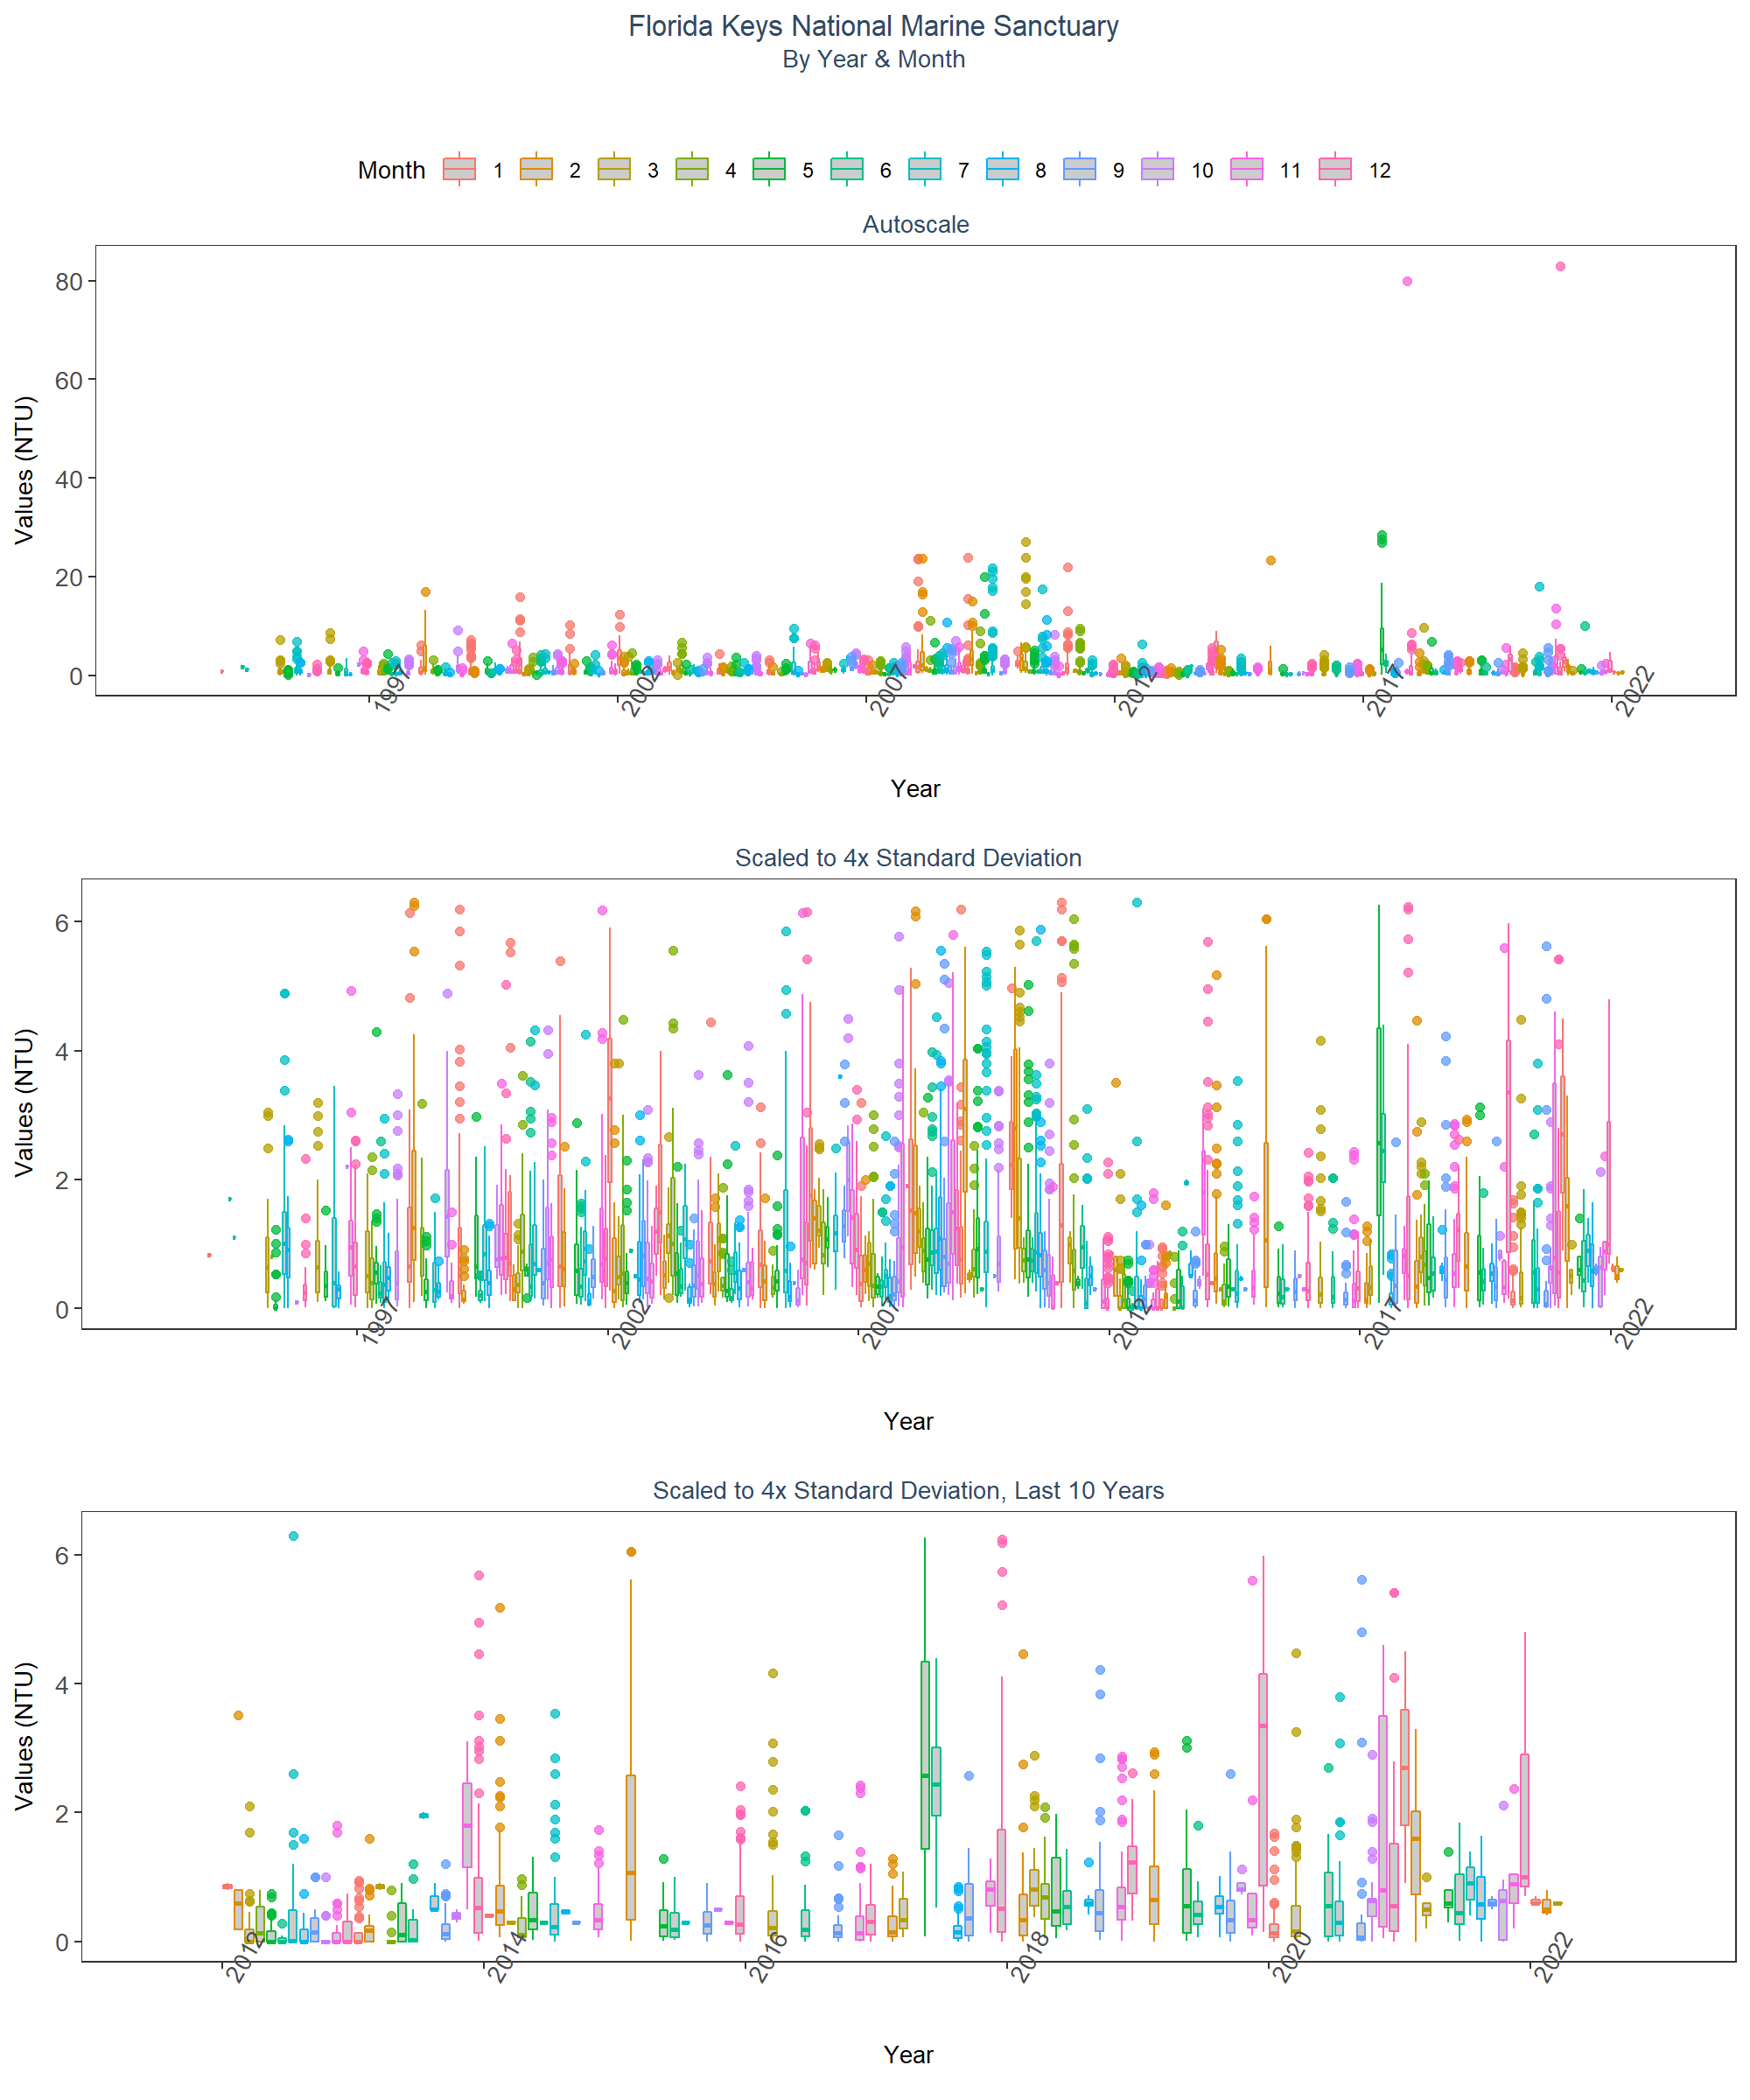 Florida Keys National Marine Sanctuary
By Year & Month
Month 1 2 3 4 5 6 7 8 9 10 11 12
Autoscale
Values (NTU)
80
60
40
20
0
1997 2002 2007 2012 2017 2022
Year
Scaled to 4x Standard Deviation
Values (NTU)
6
4
2
0
1997 2002 2007 2012 2017 2022
Year
Scaled to 4x Standard Deviation, Last 10 Years
Values (NTU)
6
4
2
0
2012 2014 2016 2018 2020 2022
Year